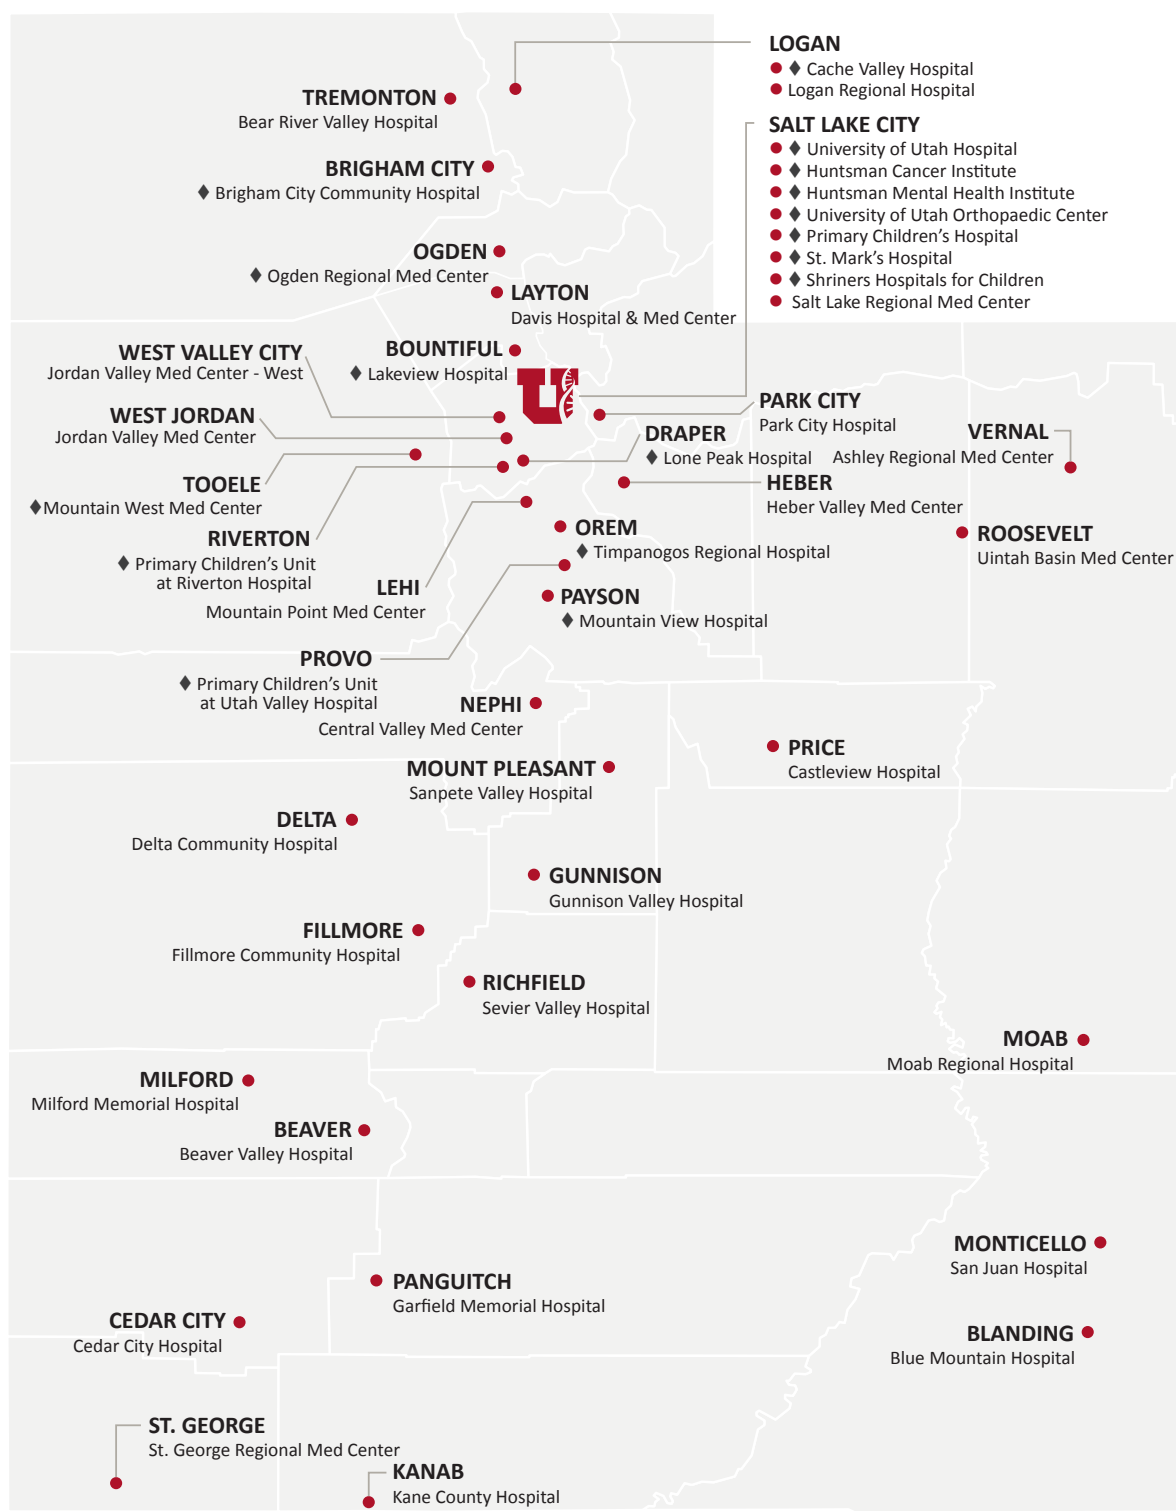 LOGAN
● ♦ Cache Valley Hospital
● Logan Regional Hospital
TREMONTON
Bear River Valley Hospital
SALT LAKE CITY
● ♦ University of Utah Hospital
● ♦ Huntsman Cancer Institute
● ♦ Huntsman Mental Health Institute
● ♦ University of Utah Orthopaedic Center
● ♦ Primary Children's Hospital
● ♦ St. Mark's Hospital
● ♦ Shriners Hospitals for Children
● Salt Lake Regional Med Center
BRIGHAM CITY
♦ Brigham City Community Hospital
OGDEN
♦ Ogden Regional Med Center
LAYTON
Davis Hospital & Med Center
WEST VALLEY CITY
Jordan Valley Med Center - West
BOUNTIFUL
♦ Lakeview Hospital
U
PARK CITY
Park City Hospital
WEST JORDAN
Jordan Valley Med Center
DRAPER
♦ Lone Peak Hospital
VERNAL
Ashley Regional Med Center
TOOELE
♦ Mountain West Med Center
HEBER
Heber Valley Med Center
RIVERTON
♦ Primary Children's Unit
at Riverton Hospital
OREM
♦ Timpanogos Regional Hospital
ROOSEVELT
Uintah Basin Med Center
LEHI
Mountain Point Med Center
PAYSON
♦ Mountain View Hospital
PROVO
♦ Primary Children's Unit
at Utah Valley Hospital
NEPHI
Central Valley Med Center
PRICE
Castleview Hospital
MOUNT PLEASANT
Sanpete Valley Hospital
DELTA
Delta Community Hospital
GUNNISON
Gunnison Valley Hospital
FILLMORE
Fillmore Community Hospital
RICHFIELD
Sevier Valley Hospital
MOAB
Moab Regional Hospital
MILFORD
Milford Memorial Hospital
BEAVER
Beaver Valley Hospital
MONTICELLO
San Juan Hospital
PANGUITCH
Garfield Memorial Hospital
CEDAR CITY
Cedar City Hospital
BLANDING
Blue Mountain Hospital
ST. GEORGE
St. George Regional Med Center
KANAB
Kane County Hospital